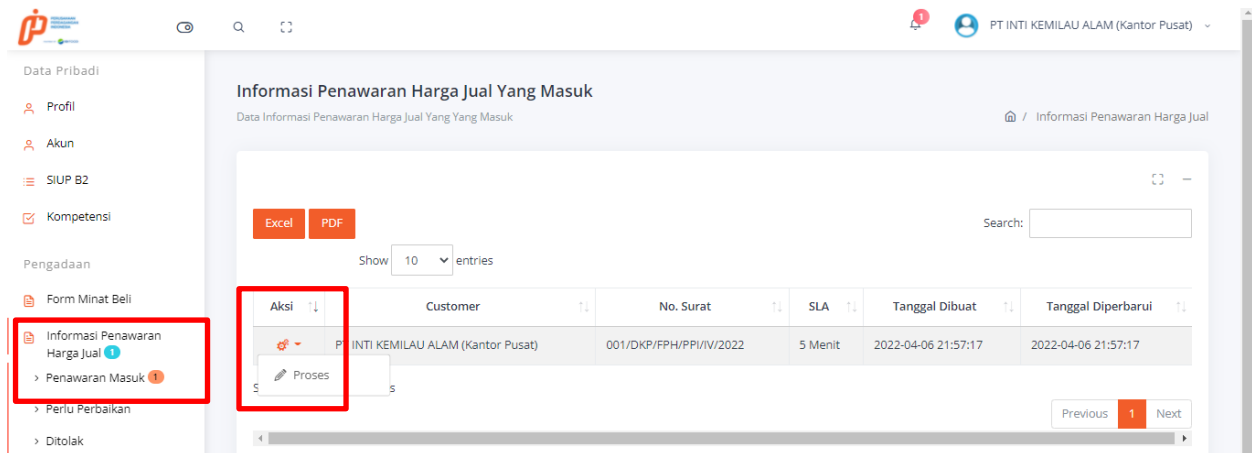 1
PT INTI KEMILAU ALAM (Kantor Pusat)
Data Pribadi
Profil
Akun
SIUP B2
Kompetensi
Pengadaan
Form Minat Beli
Informasi Penawaran
Harga Jual 1
Penawaran Masuk 1
Perlu Perbaikan
Ditolak
Informasi Penawaran Harga Jual Yang Masuk
Data Informasi Penawaran Harga Jual Yang Yang Masuk
/ Informasi Penawaran Harga Jual
Excel PDF
Search:
Show 10 entries
Aksi Customer No. Surat SLA Tanggal Dibuat Tanggal Diperbarui
PT INTI KEMILAU ALAM (Kantor Pusat) 001/DKP/FPH/PPI/IV/2022 5 Menit 2022-04-06 21:57:17 2022-04-06 21:57:17
Proses
Previous 1 Next